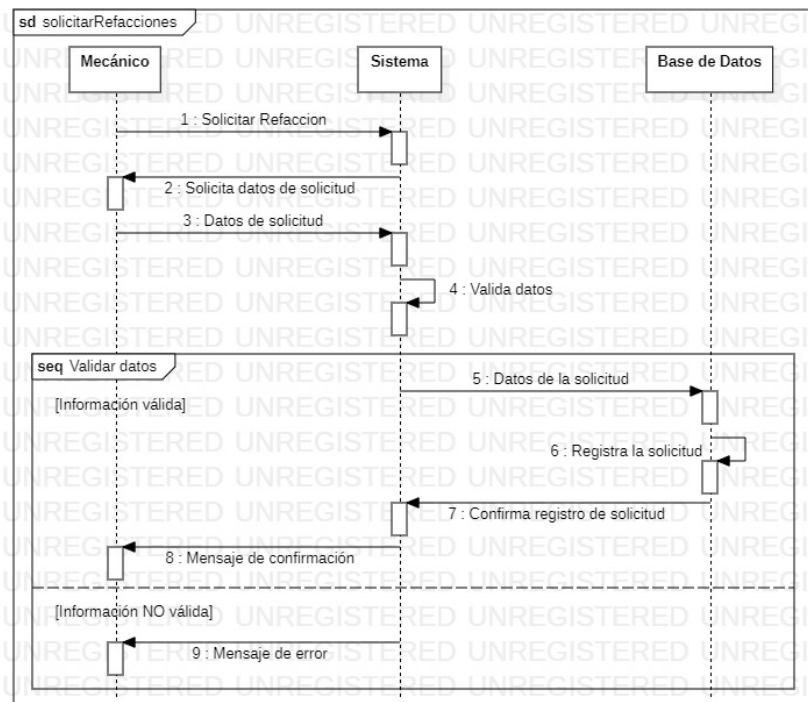 sd solicitarRefacciones
Mecánico Sistema Base de Datos
1 : Solicitar Refaccion
2 : Solicita datos de solicitud
3 : Datos de solicitud
4 : Valida datos
seq Validar datos
5 : Datos de la solicitud
[Información válida]
6 : Registra la solicitud
7 : Confirma registro de solicitud
8 : Mensaje de confirmación
[Información NO válida]
9 : Mensaje de error
UNREGISTERED